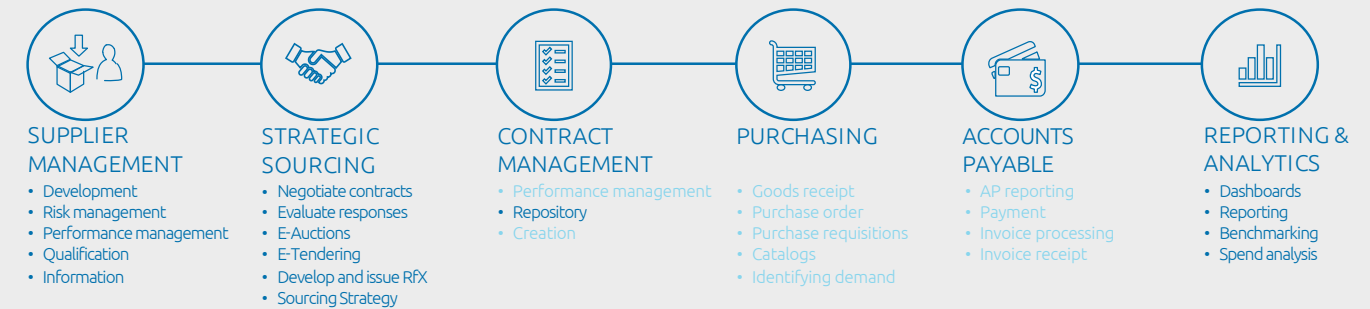 SUPPLIER
MANAGEMENT
• Development
• Risk management
• Performance management
• Qualification
• Information
STRATEGIC
SOURCING
• Negotiate contracts
• Evaluate responses
• E-Auctions
• E-Tendering
• Develop and issue RfX
• Sourcing Strategy
CONTRACT
MANAGEMENT
• Performance management
• Repository
• Creation
PURCHASING
• Goods receipt
• Purchase order
• Purchase requisitions
• Catalogs
• Identifying demand
$
ACCOUNTS
PAYABLE
• AP reporting
• Payment
• Invoice processing
• Invoice receipt
REPORTING &
ANALYTICS
• Dashboards
• Reporting
• Benchmarking
• Spend analysis